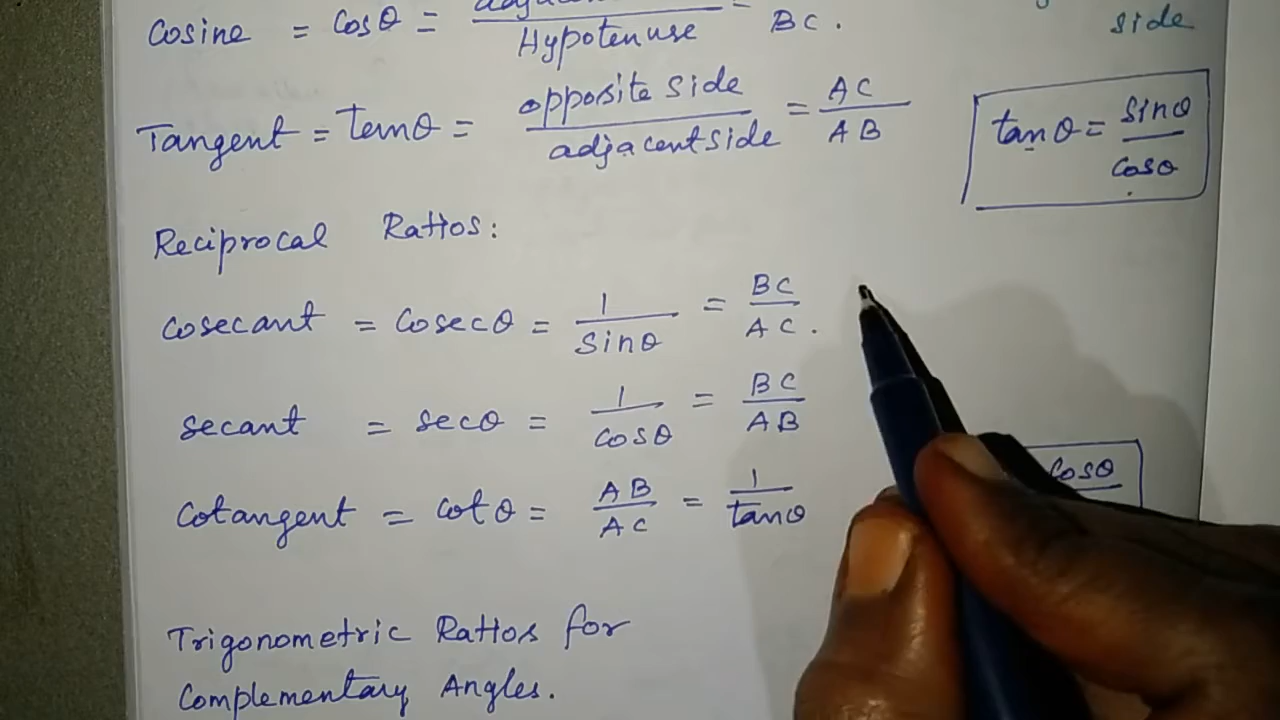 side
Cosine = Cosθ = / Hypotenuse = BC.
Tangent = Tanθ = opposite side / adjacent side = AC / AB
tanθ = sinθ / cosθ
Reciprocal Ratios:
Cosecant = Cosecθ = 1 / Sinθ = BC / AC.
secant = secθ = 1 / cosθ = BC / AB
Cotangent = cotθ = AB / AC = 1 / tanθ
Cosθ
Trigonometric Ratios for
Complementary Angles.